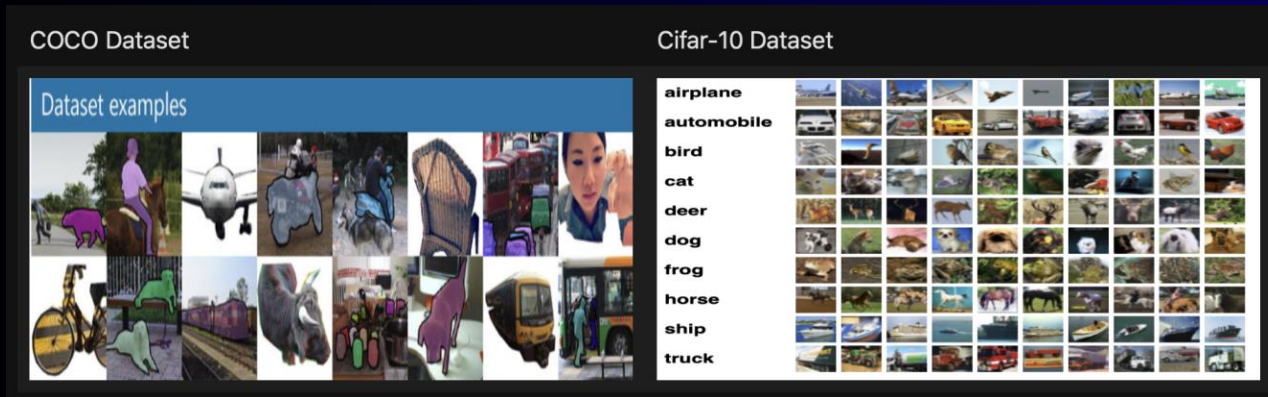 COCO Dataset
Cifar-10 Dataset
Dataset examples
airplane
automobile
bird
cat
deer
dog
frog
horse
ship
truck